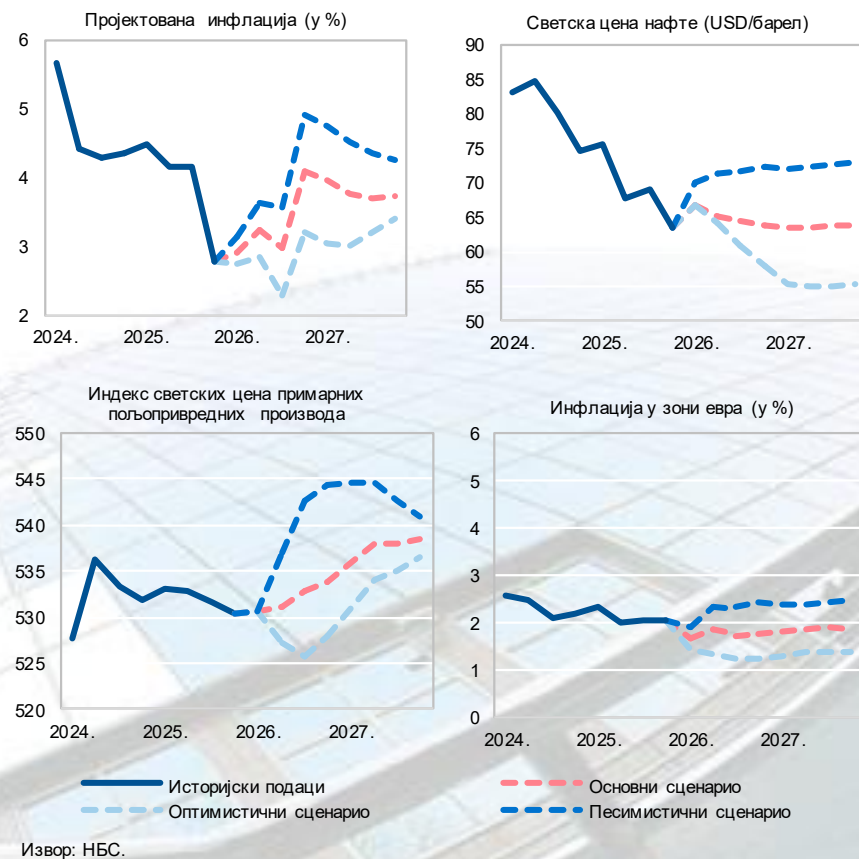 Пројектована инфлација (у %)
6
5
4
3
2
2024. 2025. 2026. 2027.
Светска цена нафте (USD/барел)
90
85
80
75
70
65
60
55
50
2024. 2025. 2026. 2027.
Индекс светских цена примарних
пољопривредних производа
550
545
540
535
530
525
520
2024. 2025. 2026. 2027.
Инфлација у зони евра (у %)
6
5
4
3
2
1
0
2024. 2025. 2026. 2027.
Историјски подаци
Основни сценарио
Оптимистични сценарио
Песимистични сценарио
Извор: НБС.